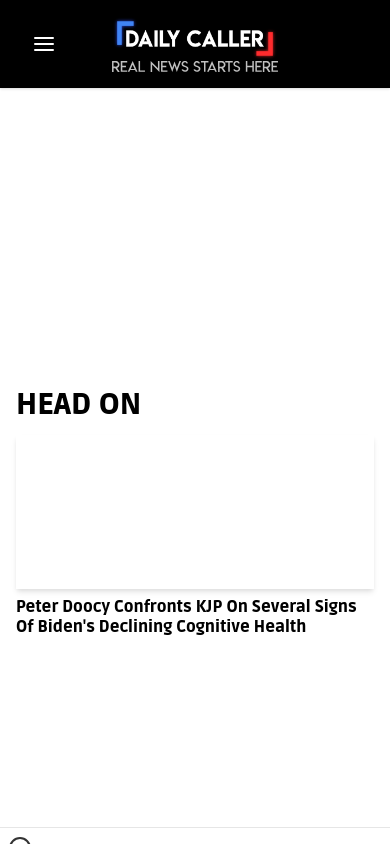 DAILY CALLER
REAL NEWS STARTS HERE
HEAD ON
Peter Doocy Confronts KJP On Several Signs
Of Biden's Declining Cognitive Health